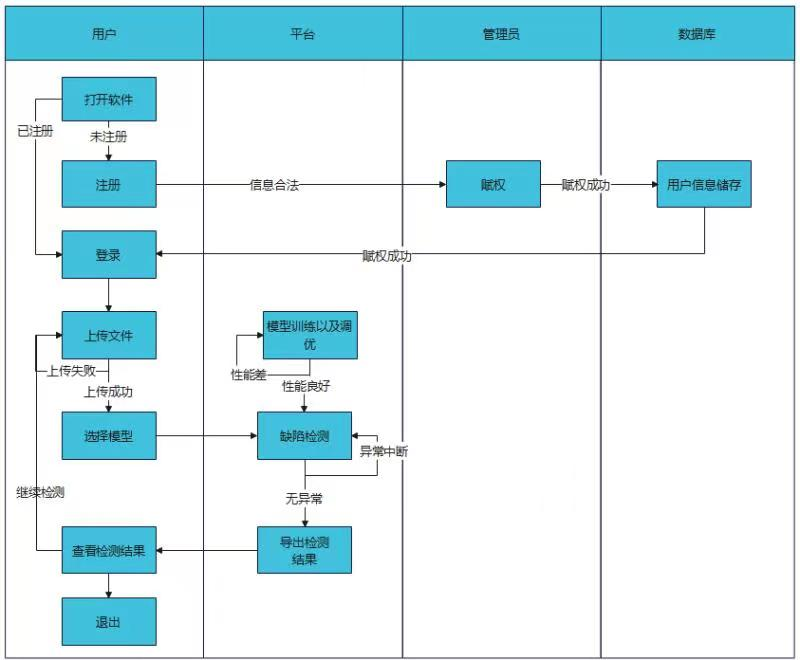 用户
平台
管理员
数据库
打开软件
已注册
未注册
注册
信息合法
赋权
赋权成功
用户信息储存
登录
赋权成功
上传文件
模型训练以及调
优
上传失败
性能差
上传成功
性能良好
选择模型
缺陷检测
异常中断
继续检测
无异常
查看检测结果
导出检测
结果
退出